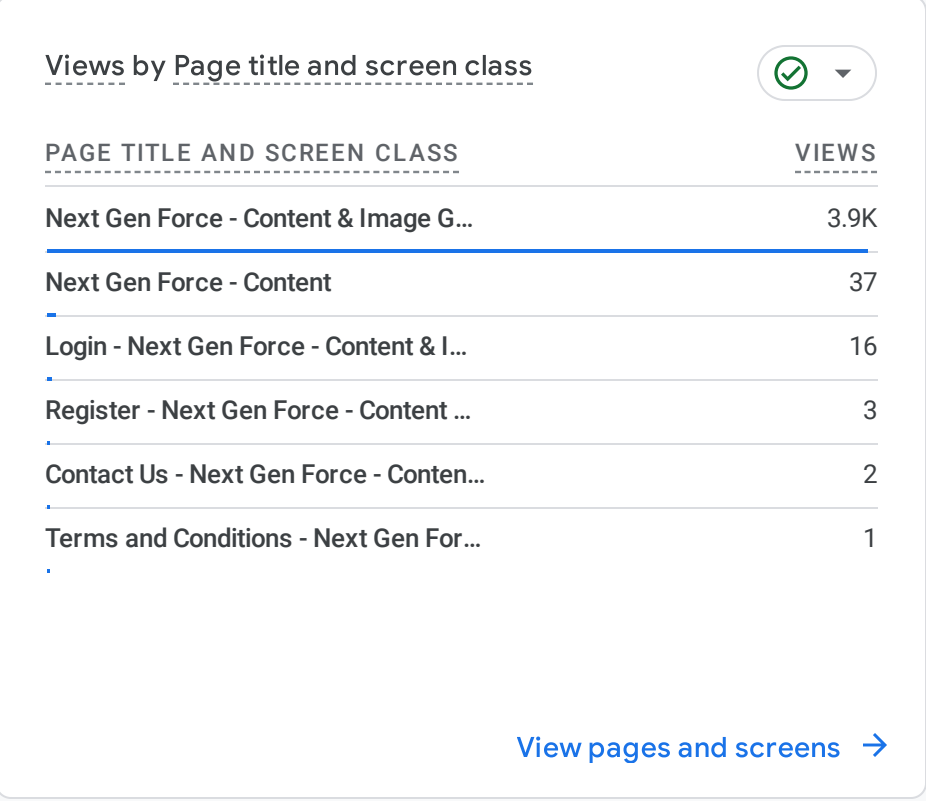 Views by Page title and screen class
PAGE TITLE AND SCREEN CLASS VIEWS
Next Gen Force - Content & Image G... 3.9K
Next Gen Force - Content 37
Login - Next Gen Force - Content & I... 16
Register - Next Gen Force - Content ... 3
Contact Us - Next Gen Force - Conten... 2
Terms and Conditions - Next Gen For... 1
View pages and screens